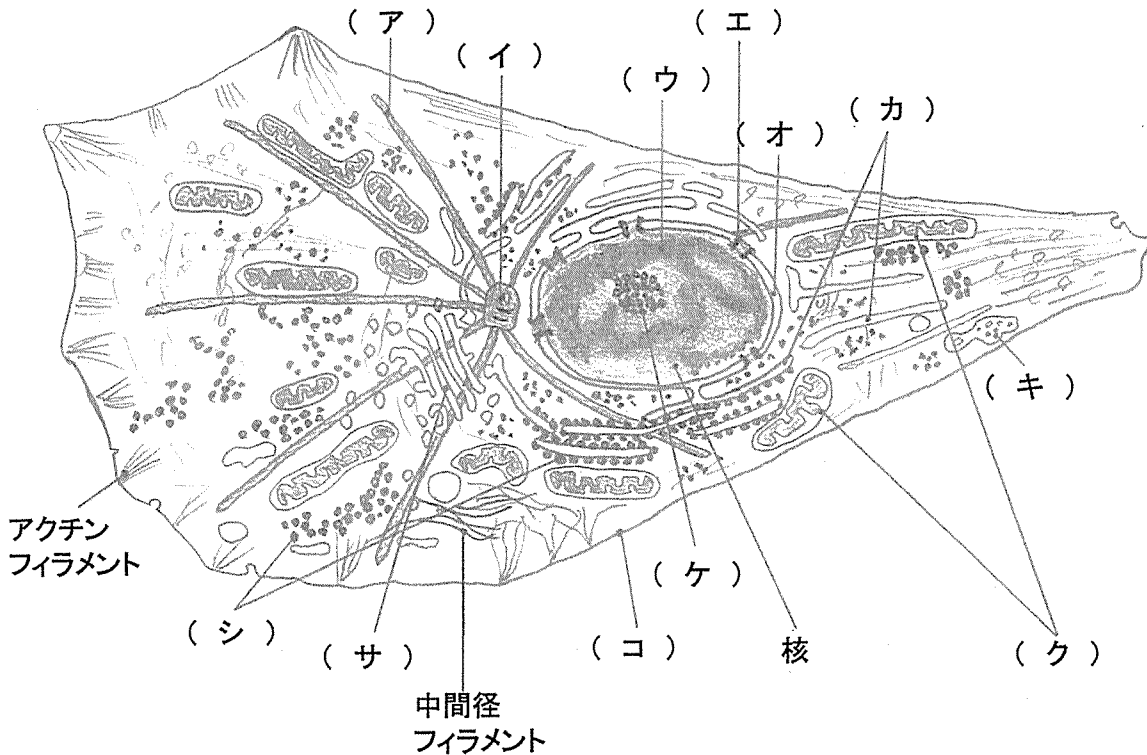 ( ア )
( イ )
( ウ )
( エ )
( オ )
( カ )
( キ )
アクチン
フィラメント
( シ )
( サ )
中間径
フィラメント
( コ )
( ケ )
核
( ク )